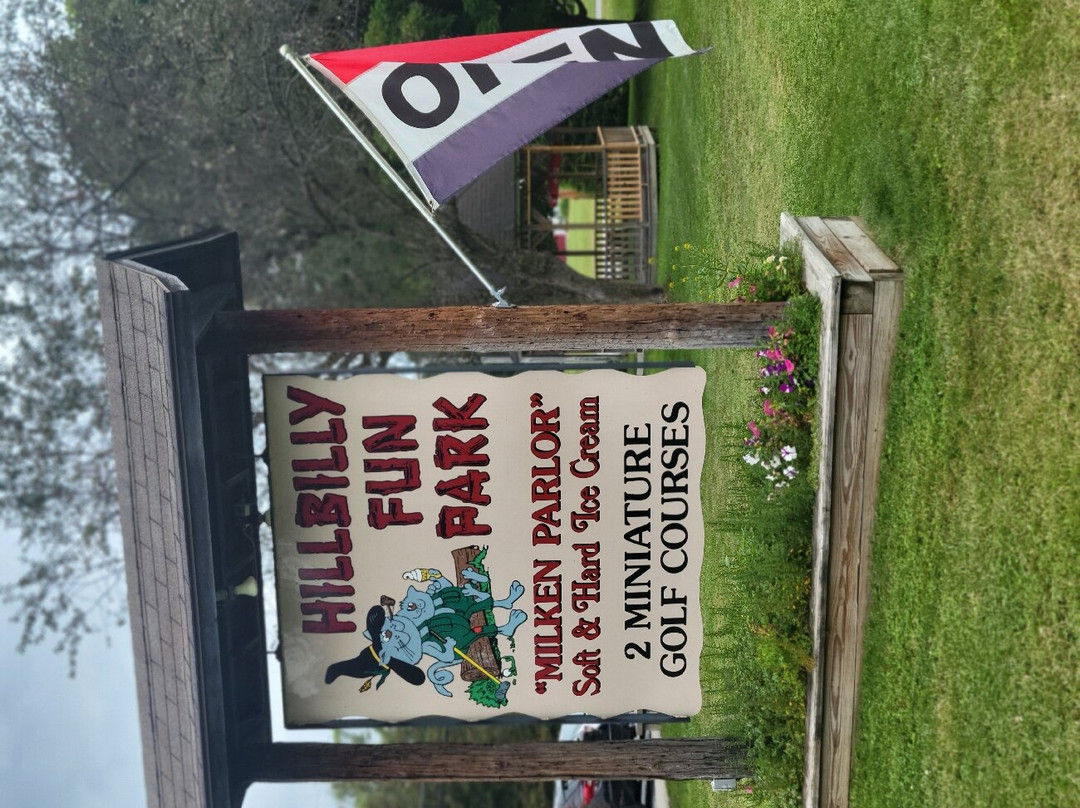 HILLBILLY
FUN
PARK
"MILKEN PARLOR"
Soft & Hard Ice Cream
2 MINIATURE
GOLF COURSES
OPEN